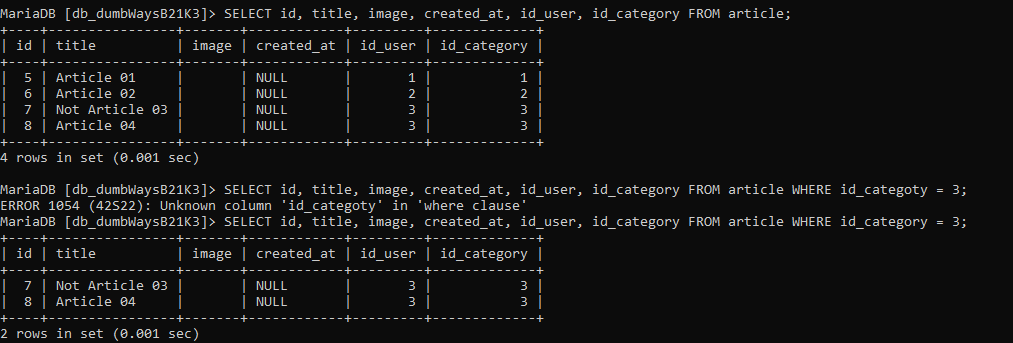 MariaDB [db_dumbWaysB21K3]> SELECT id, title, image, created_at, id_user, id_category FROM article;
+----+----------------+-------+------------+---------+-------------+
| id | title          | image | created_at | id_user | id_category |
+----+----------------+-------+------------+---------+-------------+
|  5 | Article 01     |       | NULL       |       1 |           1 |
|  6 | Article 02     |       | NULL       |       2 |           2 |
|  7 | Not Article 03 |       | NULL       |       3 |           3 |
|  8 | Article 04     |       | NULL       |       3 |           3 |
+----+----------------+-------+------------+---------+-------------+
4 rows in set (0.001 sec)

MariaDB [db_dumbWaysB21K3]> SELECT id, title, image, created_at, id_user, id_category FROM article WHERE id_categoty = 3;
ERROR 1054 (42S22): Unknown column 'id_categoty' in 'where clause'
MariaDB [db_dumbWaysB21K3]> SELECT id, title, image, created_at, id_user, id_category FROM article WHERE id_category = 3;
+----+----------------+-------+------------+---------+-------------+
| id | title          | image | created_at | id_user | id_category |
+----+----------------+-------+------------+---------+-------------+
|  7 | Not Article 03 |       | NULL       |       3 |           3 |
|  8 | Article 04     |       | NULL       |       3 |           3 |
+----+----------------+-------+------------+---------+-------------+
2 rows in set (0.001 sec)